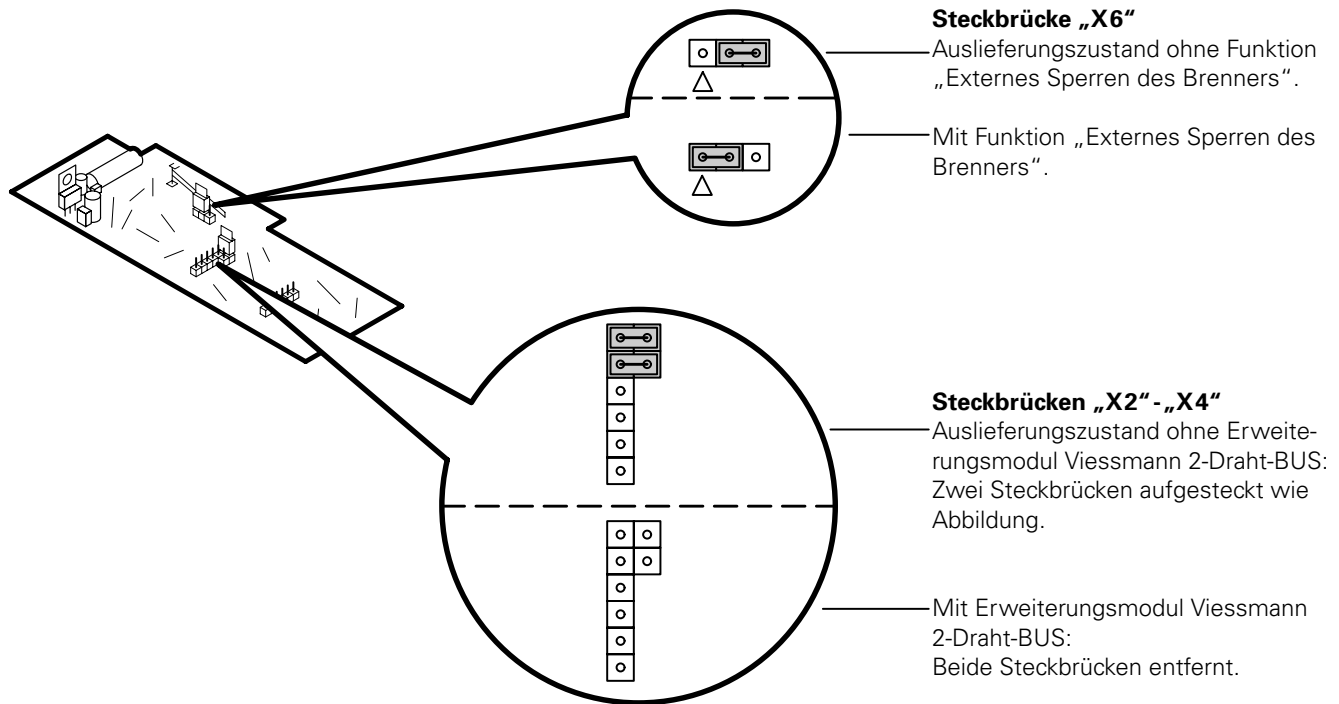 Steckbrücke „X6“
Auslieferungszustand ohne Funktion
„Externes Sperren des Brenners“.
Mit Funktion „Externes Sperren des
Brenners“.
Steckbrücken „X2“-„X4“
Auslieferungszustand ohne Erweite-
rungsmodul Viessmann 2-Draht-BUS:
Zwei Steckbrücken aufgesteckt wie
Abbildung.
Mit Erweiterungsmodul Viessmann
2-Draht-BUS:
Beide Steckbrücken entfernt.